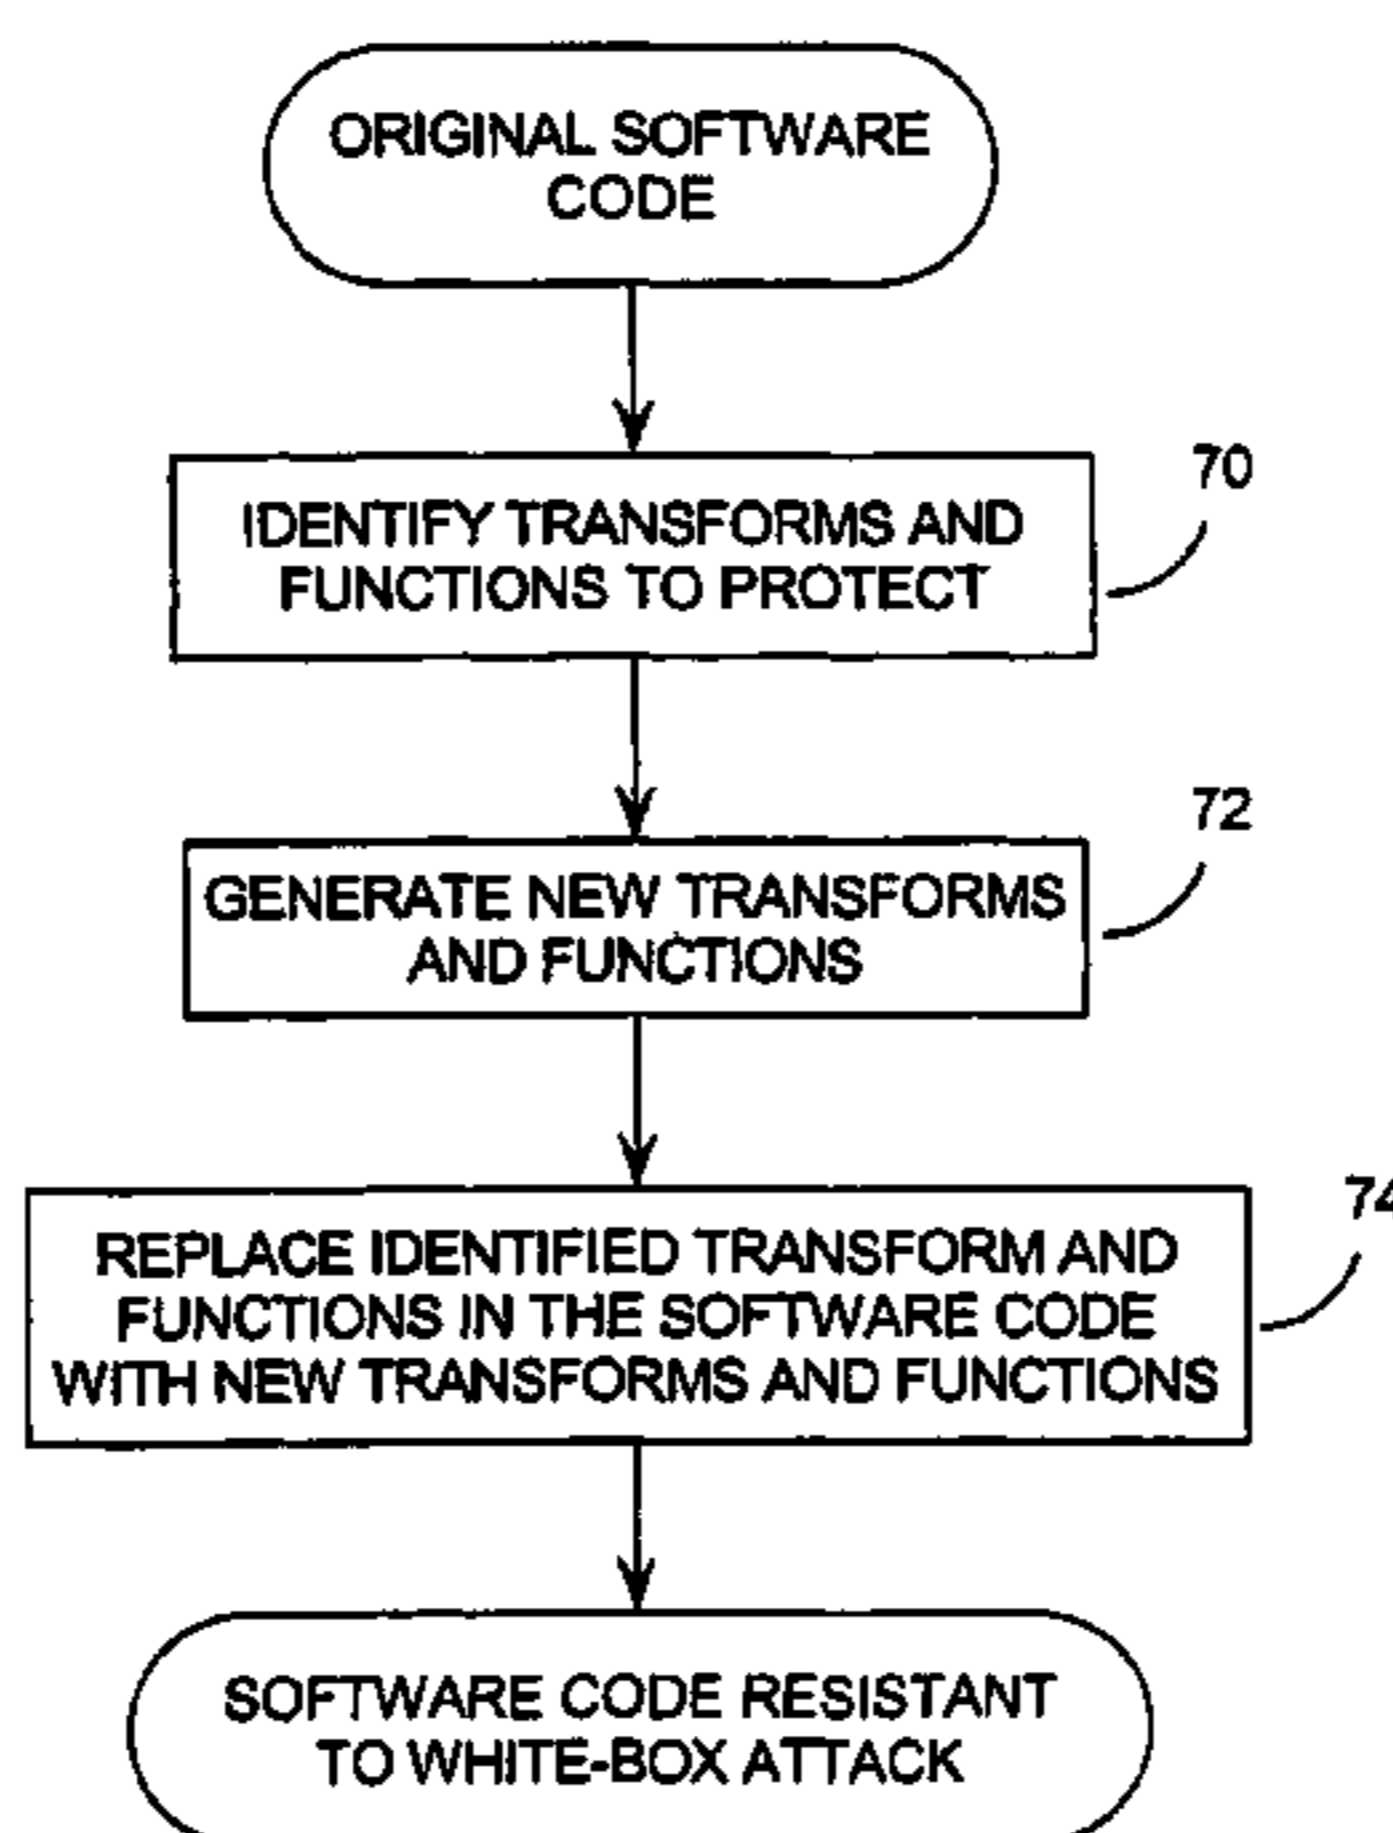 ORIGINAL SOFTWARE
CODE
70
IDENTIFY TRANSFORMS AND
FUNCTIONS TO PROTECT
72
GENERATE NEW TRANSFORMS
AND FUNCTIONS
74
REPLACE IDENTIFIED TRANSFORM AND
FUNCTIONS IN THE SOFTWARE CODE
WITH NEW TRANSFORMS AND FUNCTIONS
SOFTWARE CODE RESISTANT
TO WHITE-BOX ATTACK